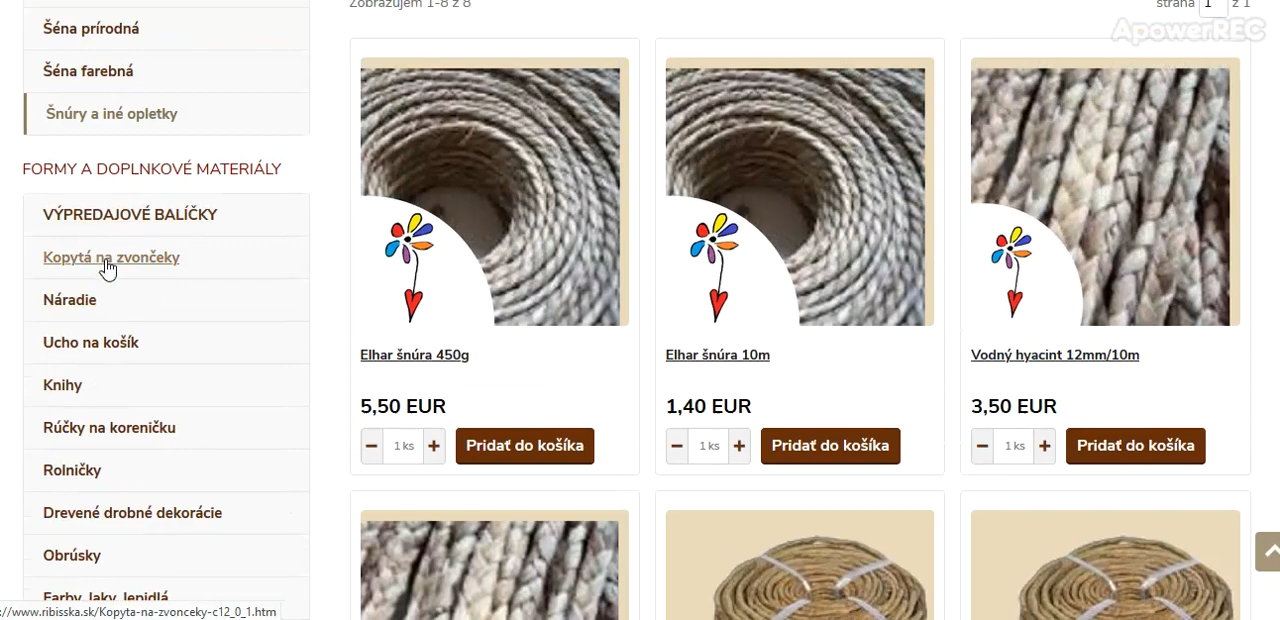 Zobrazujem 1-8 z 8
strana 1 z 1
ApowerREC
Šéna prírodná
Šéna farebná
Šnúry a iné opletky
FORMY A DOPLNKOVÉ MATERIÁLY
VÝPREDAJOVÉ BALÍČKY
Kopytá na zvončeky
Náradie
Ucho na košík
Knihy
Rúčky na koreničku
Rolničky
Drevené drobné dekorácie
Obrúsky
Farby, laky, lepidlá
Elhar šnúra 450g
5,50 EUR
− 1 ks + Pridať do košíka
Elhar šnúra 10m
1,40 EUR
− 1 ks + Pridať do košíka
Vodný hyacint 12mm/10m
3,50 EUR
− 1 ks + Pridať do košíka
://www.ribisska.sk/Kopyta-na-zvonceky-c12_0_1.htm